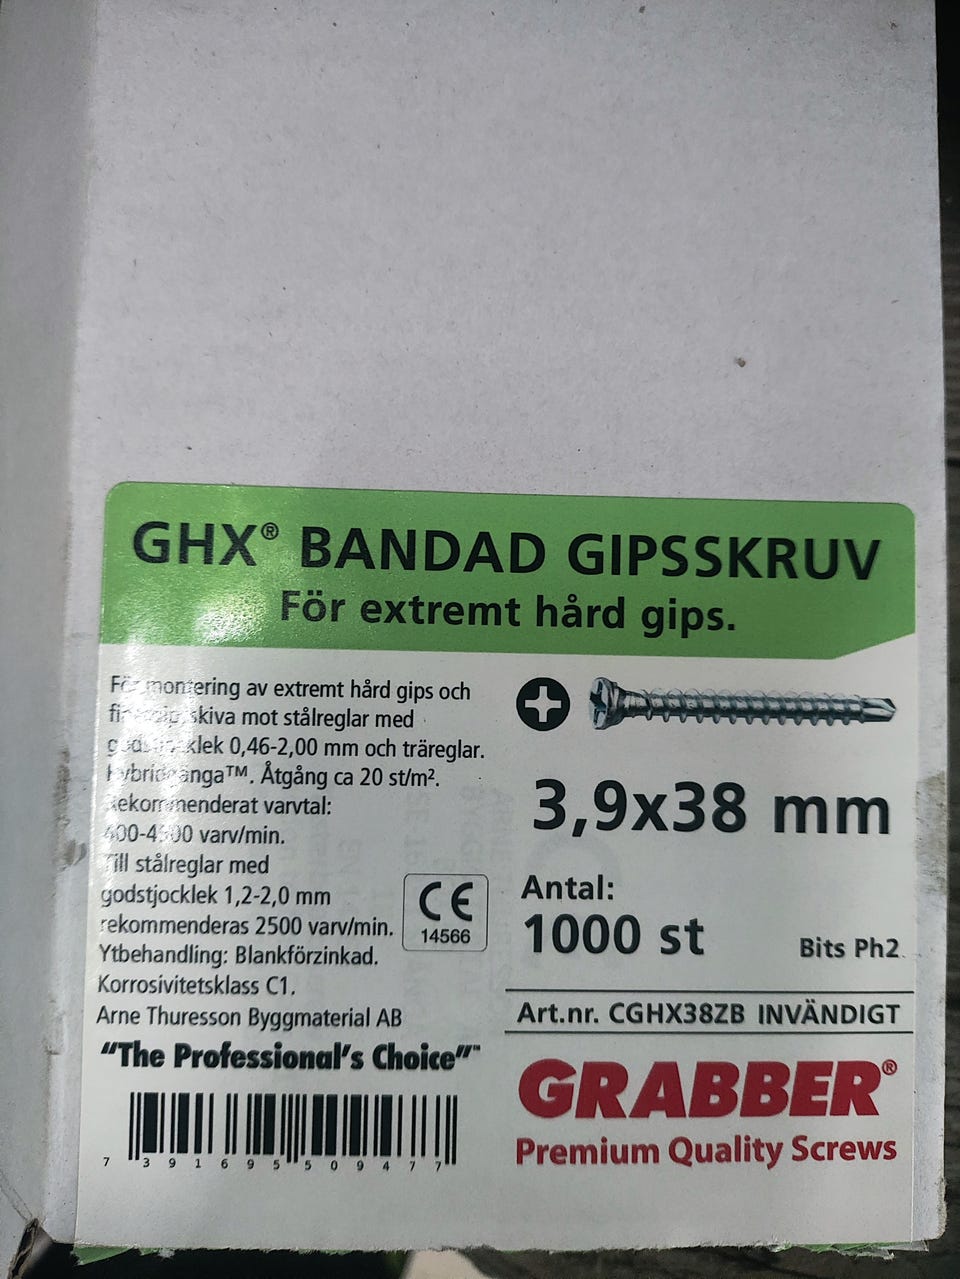 GHX® BANDAD GIPSSKRUV
För extremt hård gips.
För montering av extremt hård gips och
skiva mot stålreglar med
godstjocklek 0,46-2,00 mm och träreglar.
Hybridgänga™. Åtgång ca 20 st/m².
Rekommenderat varvtal:
varv/min.
Till stålreglar med
godstjocklek 1,2-2,0 mm
rekommenderas 2500 varv/min.
Ytbehandling: Blankförzinkad.
Korrosivitetsklass C1.
Arne Thuresson Byggmaterial AB
"The Professional's Choice"™
CE
14566
7 391695 509477
3,9x38 mm
Antal:
1000 st
Bits Ph2
Art.nr. CGHX38ZB INVÄNDIGT
GRABBER®
Premium Quality Screws